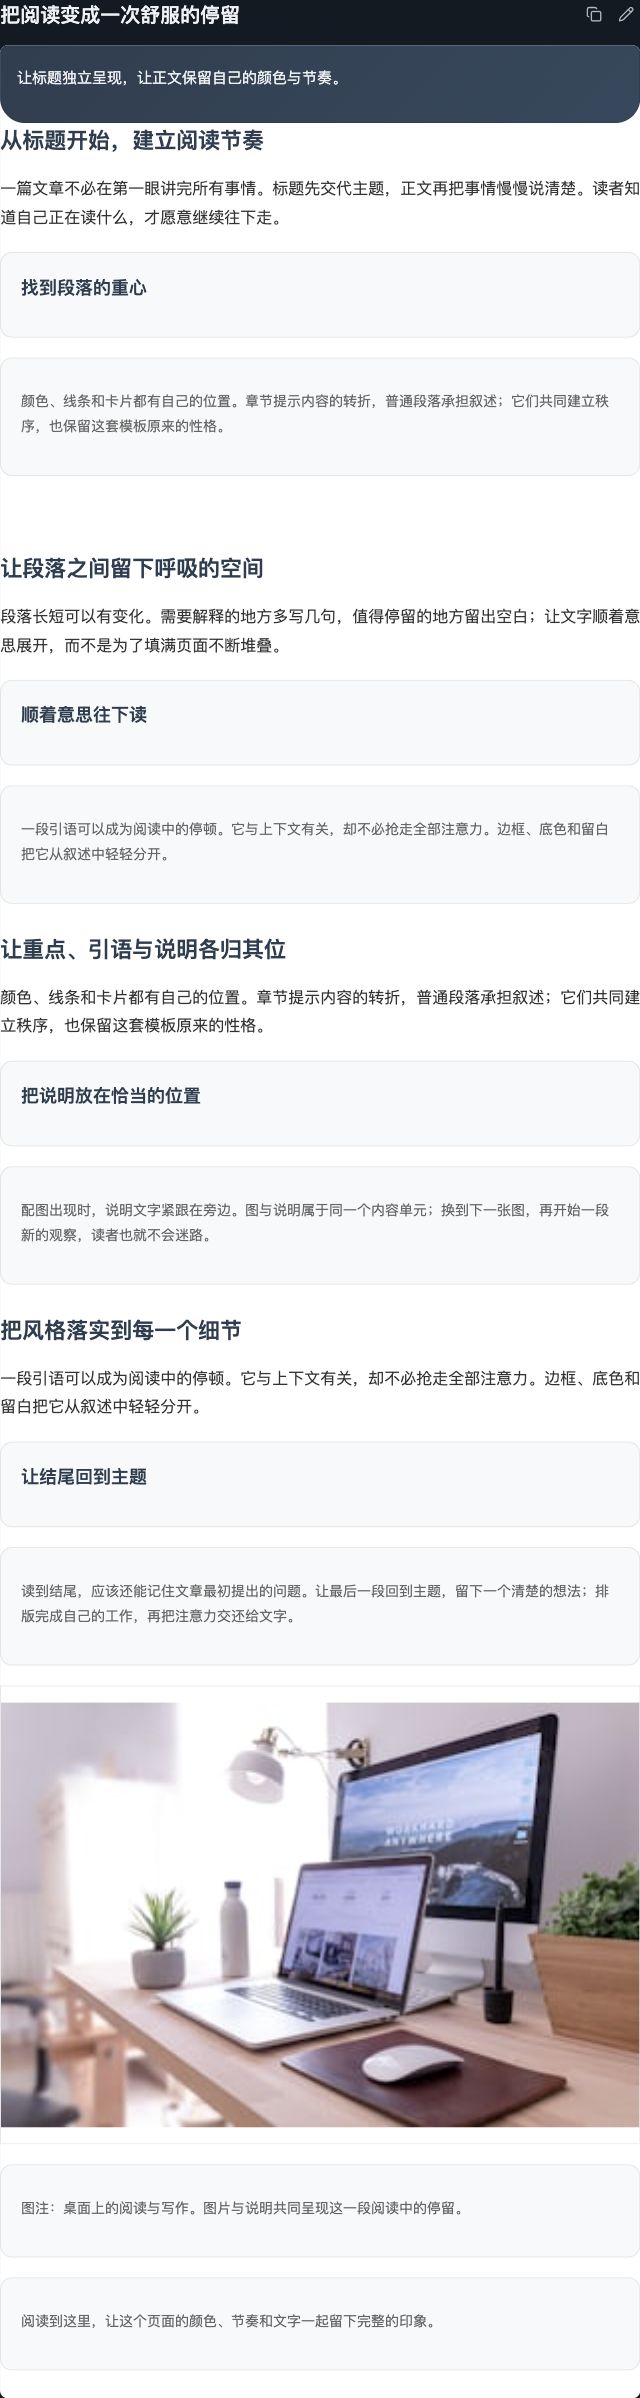 把阅读变成一次舒服的停留
让标题独立呈现，让正文保留自己的颜色与节奏。
从标题开始，建立阅读节奏
一篇文章不必在第一眼讲完所有事情。标题先交代主题，正文再把事情慢慢说清楚。读者知
道自己正在读什么，才愿意继续往下走。
找到段落的重心
颜色、线条和卡片都有自己的位置。章节提示内容的转折，普通段落承担叙述；它们共同建立秩
序，也保留这套模板原来的性格。
让段落之间留下呼吸的空间
段落长短可以有变化。需要解释的地方多写几句，值得停留的地方留出空白；让文字顺着意
思展开，而不是为了填满页面不断堆叠。
顺着意思往下读
一段引语可以成为阅读中的停顿。它与上下文有关，却不必抢走全部注意力。边框、底色和留白
把它从叙述中轻轻分开。
让重点、引语与说明各归其位
颜色、线条和卡片都有自己的位置。章节提示内容的转折，普通段落承担叙述；它们共同建
立秩序，也保留这套模板原来的性格。
把说明放在恰当的位置
配图出现时，说明文字紧跟在旁边。图与说明属于同一个内容单元；换到下一张图，再开始一段
新的观察，读者也就不会迷路。
把风格落实到每一个细节
一段引语可以成为阅读中的停顿。它与上下文有关，却不必抢走全部注意力。边框、底色和
留白把它从叙述中轻轻分开。
让结尾回到主题
读到结尾，应该还能记住文章最初提出的问题。让最后一段回到主题，留下一个清楚的想法；排
版完成自己的工作，再把注意力交还给文字。
WORKHARD
ANYWHERE
图注：桌面上的阅读与写作。图片与说明共同呈现这一段阅读中的停留。
阅读到这里，让这个页面的颜色、节奏和文字一起留下完整的印象。